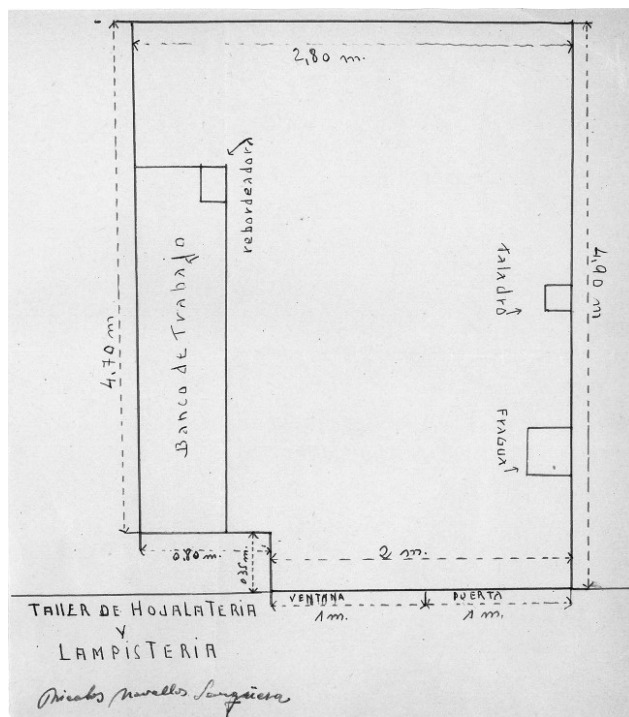 2,80 m.
rebordeadora
Banco de Trabajo
Taladro
4,90 m
4,70 m
FRAGUA
0,80 m.
0,35 m.
2 m.
VENTANA
PUERTA
1 m.
1 m.
TALLER DE HOJALATERIA
Y
LAMPISTERIA